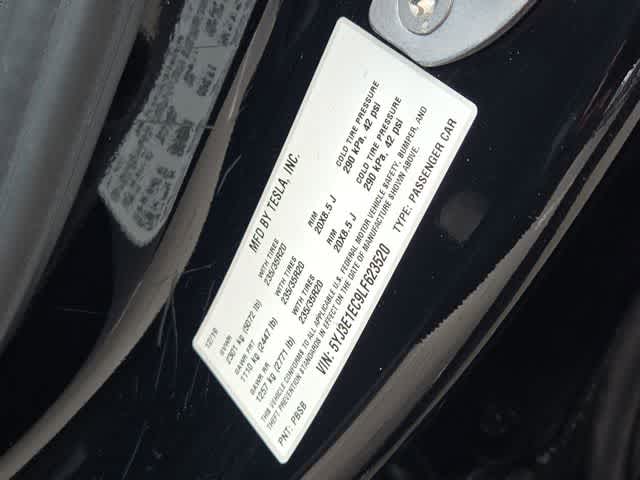 MFD BY TESLA, INC.
12/19
GVWR
2301 kg (5072 lb)
GAWR FRT WITH TIRES RIM COLD TIRE PRESSURE
1110 kg (2447 lb) 235/35R20 20X8.5 J 290 kPa, 42 psi
GAWR RR WITH TIRES RIM COLD TIRE PRESSURE
1257 kg (2771 lb) 235/35R20 20X8.5 J 290 kPa, 42 psi
THIS VEHICLE CONFORMS TO ALL APPLICABLE U.S. FEDERAL MOTOR VEHICLE SAFETY, BUMPER, AND
THEFT PREVENTION STANDARDS IN EFFECT ON THE DATE OF MANUFACTURE SHOWN ABOVE.
VIN: 5YJ3E1EC9LF623520 TYPE: PASSENGER CAR
PNT: PBSB